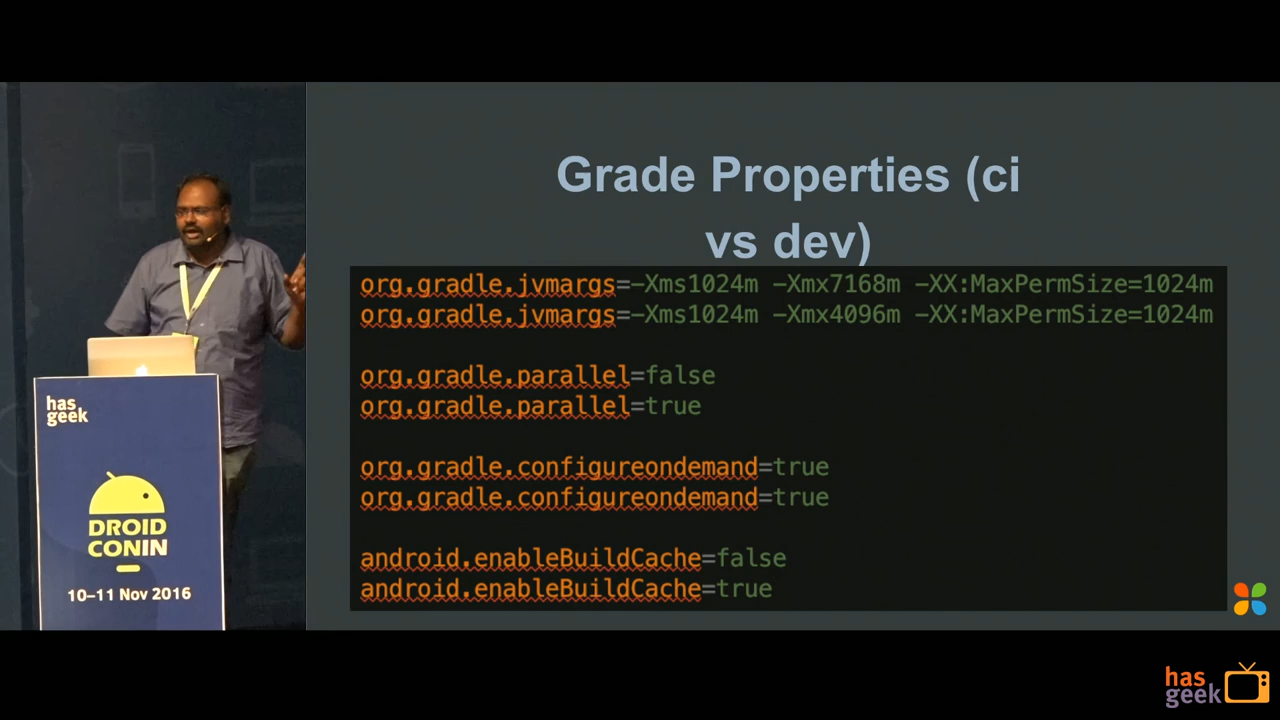 Grade Properties (ci
vs dev)
org.gradle.jvmargs=-Xms1024m -Xmx7168m -XX:MaxPermSize=1024m
org.gradle.jvmargs=-Xms1024m -Xmx4096m -XX:MaxPermSize=1024m
org.gradle.parallel=false
org.gradle.parallel=true
org.gradle.configureondemand=true
org.gradle.configureondemand=true
android.enableBuildCache=false
android.enableBuildCache=true
has
geek
DROID
CONIN
10–11 Nov 2016
has
geek